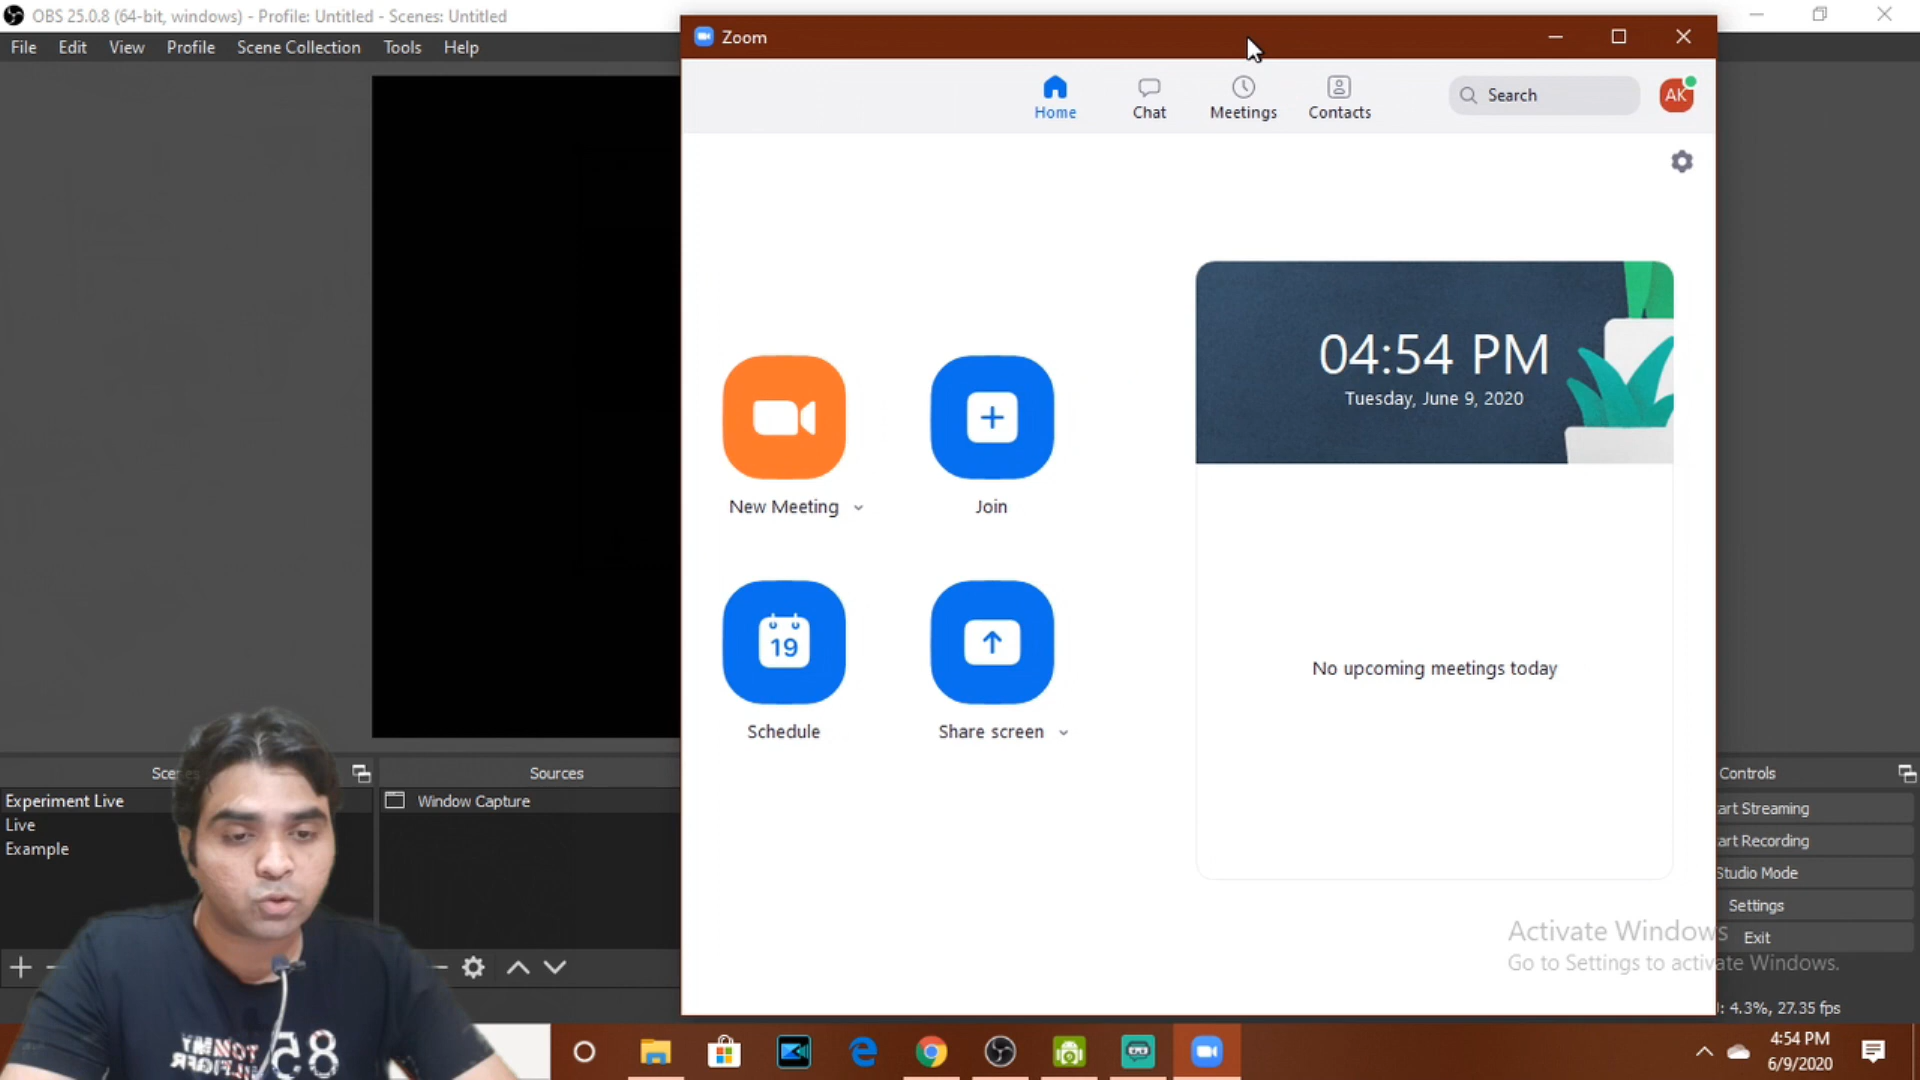 OBS 25.0.8 (64-bit, windows) - Profile: Untitled - Scenes: Untitled
File Edit View Profile Scene Collection Tools Help
Zoom
Home Chat Meetings Contacts
Search
AK
04:54 PM
Tuesday, June 9, 2020
New Meeting
Join
19
Schedule
Share screen
No upcoming meetings today
Sources
Controls
Experiment Live
Live
Example
Window Capture
art Streaming
art Recording
Studio Mode
Settings
Exit
Activate Windows
Go to Settings to activate Windows.
: 4.3%, 27.35 fps
TOMMY
HILFIGER
85
4:54 PM
6/9/2020